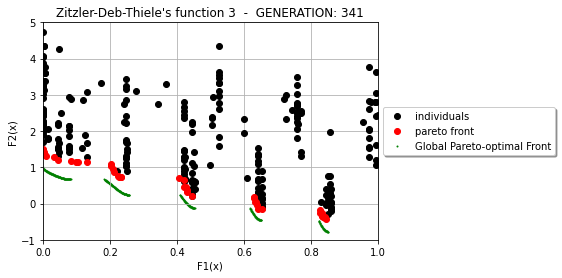 Zitzler-Deb-Thiele's function 3 - GENERATION: 341
5
4
3
2
1
0
−1
F2(x)
0.0 0.2 0.4 0.6 0.8 1.0
F1(x)
individuals
pareto front
Global Pareto-optimal Front